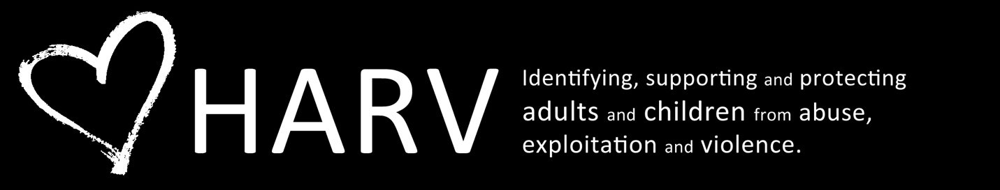 HARV
Identifying, supporting and protecting
adults and children from abuse,
exploitation and violence.